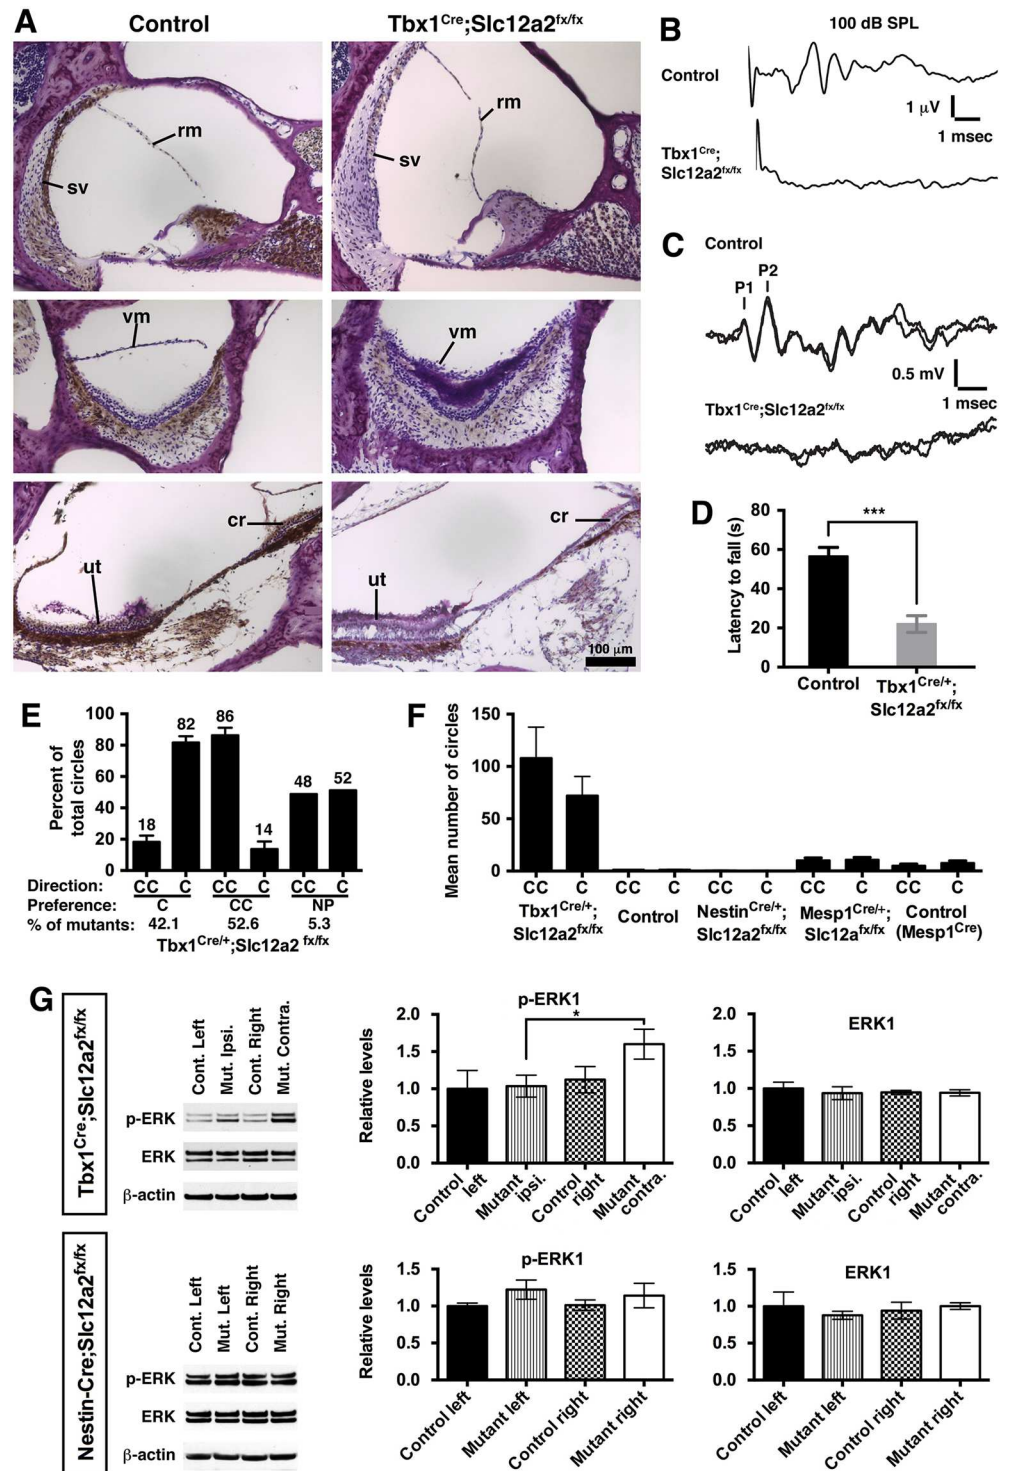 A
Control
Tbx1Cre;Slc12a2fx/fx
rm
sv
rm
sv
vm
vm
cr
ut
cr
ut
100 µm
B
100 dB SPL
Control
1 µV
1 msec
Tbx1Cre;
Slc12a2fx/fx
C
Control
P1
P2
0.5 mV
1 msec
Tbx1Cre;Slc12a2fx/fx
D
Latency to fall (s)
80
60
40
20
0
***
Control
Tbx1Cre/+;
Slc12a2fx/fx
E
Percent of
total circles
100
80
60
40
20
0
18
82
86
14
48
52
Direction: CC C CC C CC C
Preference: C CC NP
% of mutants: 42.1 52.6 5.3
Tbx1Cre/+;Slc12a2 fx/fx
F
Mean number of circles
150
100
50
0
CC C CC C CC C CC C CC C
Tbx1Cre/+;
Slc12a2fx/fx
Control
NestinCre/+;
Slc12a2fx/fx
Mesp1Cre/+;
Slc12afx/fx
Control
(Mesp1Cre)
G
Tbx1Cre;Slc12a2fx/fx
Cont. Left
Mut. Ipsi.
Cont. Right
Mut. Contra.
p-ERK
ERK
β-actin
p-ERK1
Relative levels
2.0
1.5
1.0
0.5
0.0
*
Control
left
Mutant
ipsi.
Control
right
Mutant
contra.
ERK1
2.0
1.5
1.0
0.5
0.0
Control
left
Mutant
ipsi.
Control
right
Mutant
contra.
Nestin-Cre;Slc12a2fx/fx
Cont. Left
Mut. Left
Cont. Right
Mut. Right
p-ERK
ERK
β-actin
p-ERK1
Relative levels
1.5
1.0
0.5
0.0
Control left
Mutant left
Control right
Mutant right
ERK1
1.5
1.0
0.5
0.0
Control left
Mutant left
Control right
Mutant right